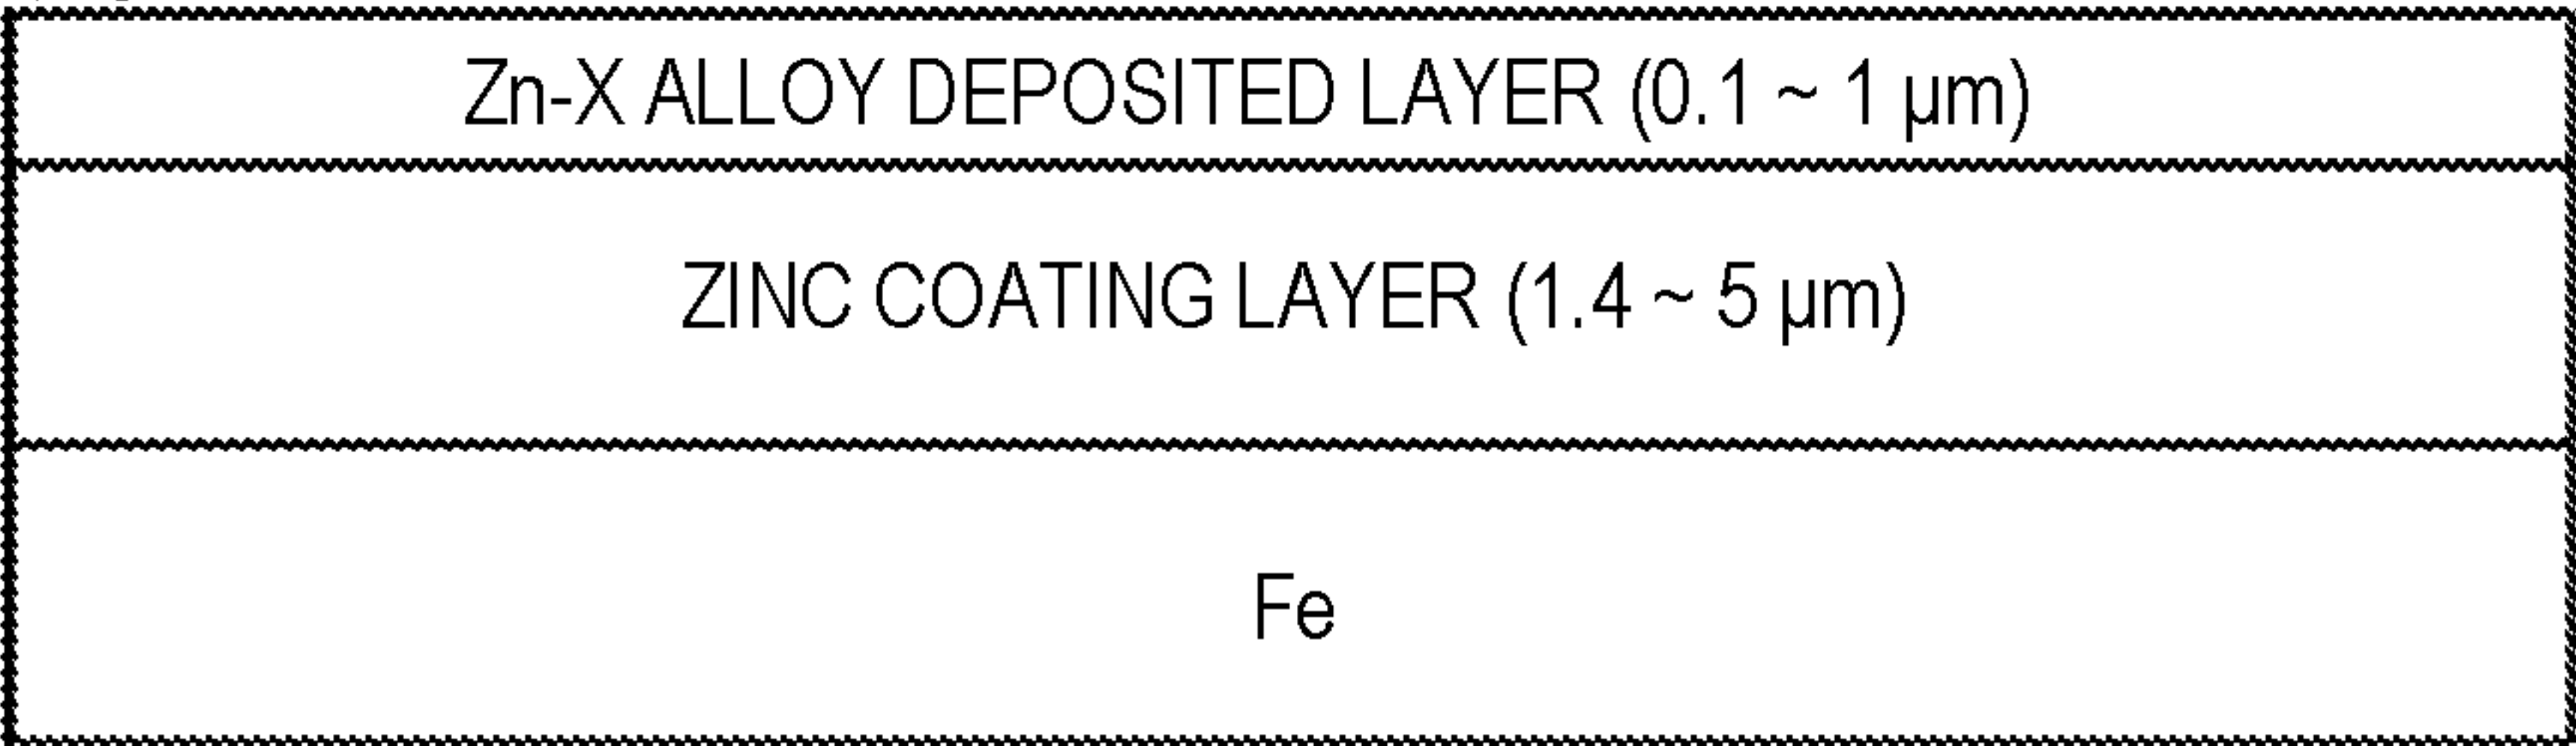 Zn-X ALLOY DEPOSITED LAYER (0.1 ~ 1 µm)
ZINC COATING LAYER (1.4 ~ 5 µm)
Fe